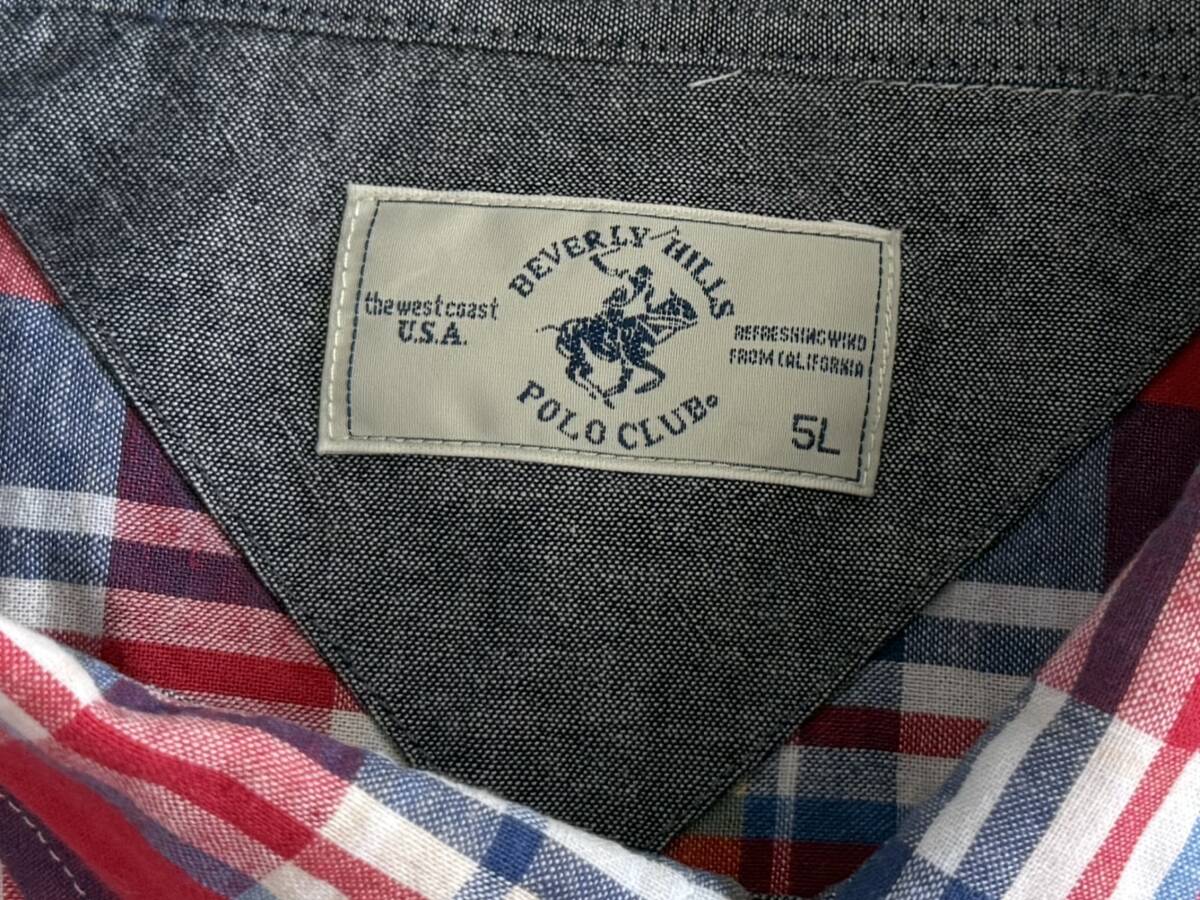 BEVERLY HILLS
the west coast
U.S.A.
REFRESHING WIND
FROM CALIFORNIA
POLO CLUB®
5L